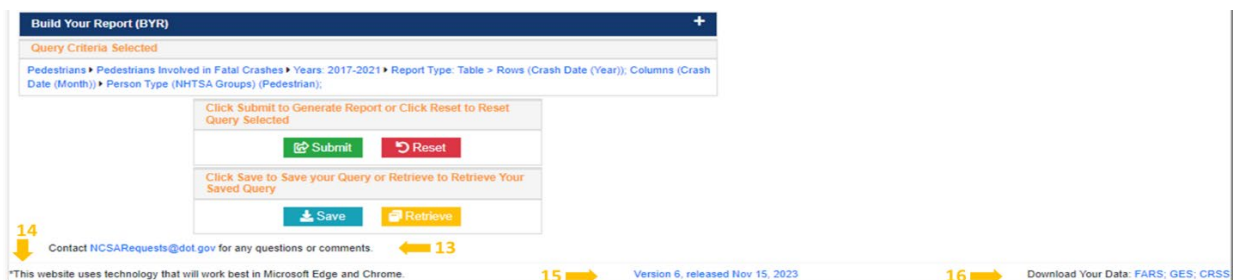 Build Your Report (BYR) +
Query Criteria Selected
Pedestrians ▸ Pedestrians Involved in Fatal Crashes ▸ Years: 2017-2021 ▸ Report Type: Table > Rows (Crash Date (Year)); Columns (Crash
Date (Month)) ▸ Person Type (NHTSA Groups) (Pedestrian);
Click Submit to Generate Report or Click Reset to Reset
Query Selected
Submit Reset
Click Save to Save your Query or Retrieve to Retrieve Your
Saved Query
Save Retrieve
14
Contact NCSARequests@dot.gov for any questions or comments. 13
*This website uses technology that will work best in Microsoft Edge and Chrome. 15 Version 6, released Nov 15, 2023 16 Download Your Data: FARS; GES; CRSS